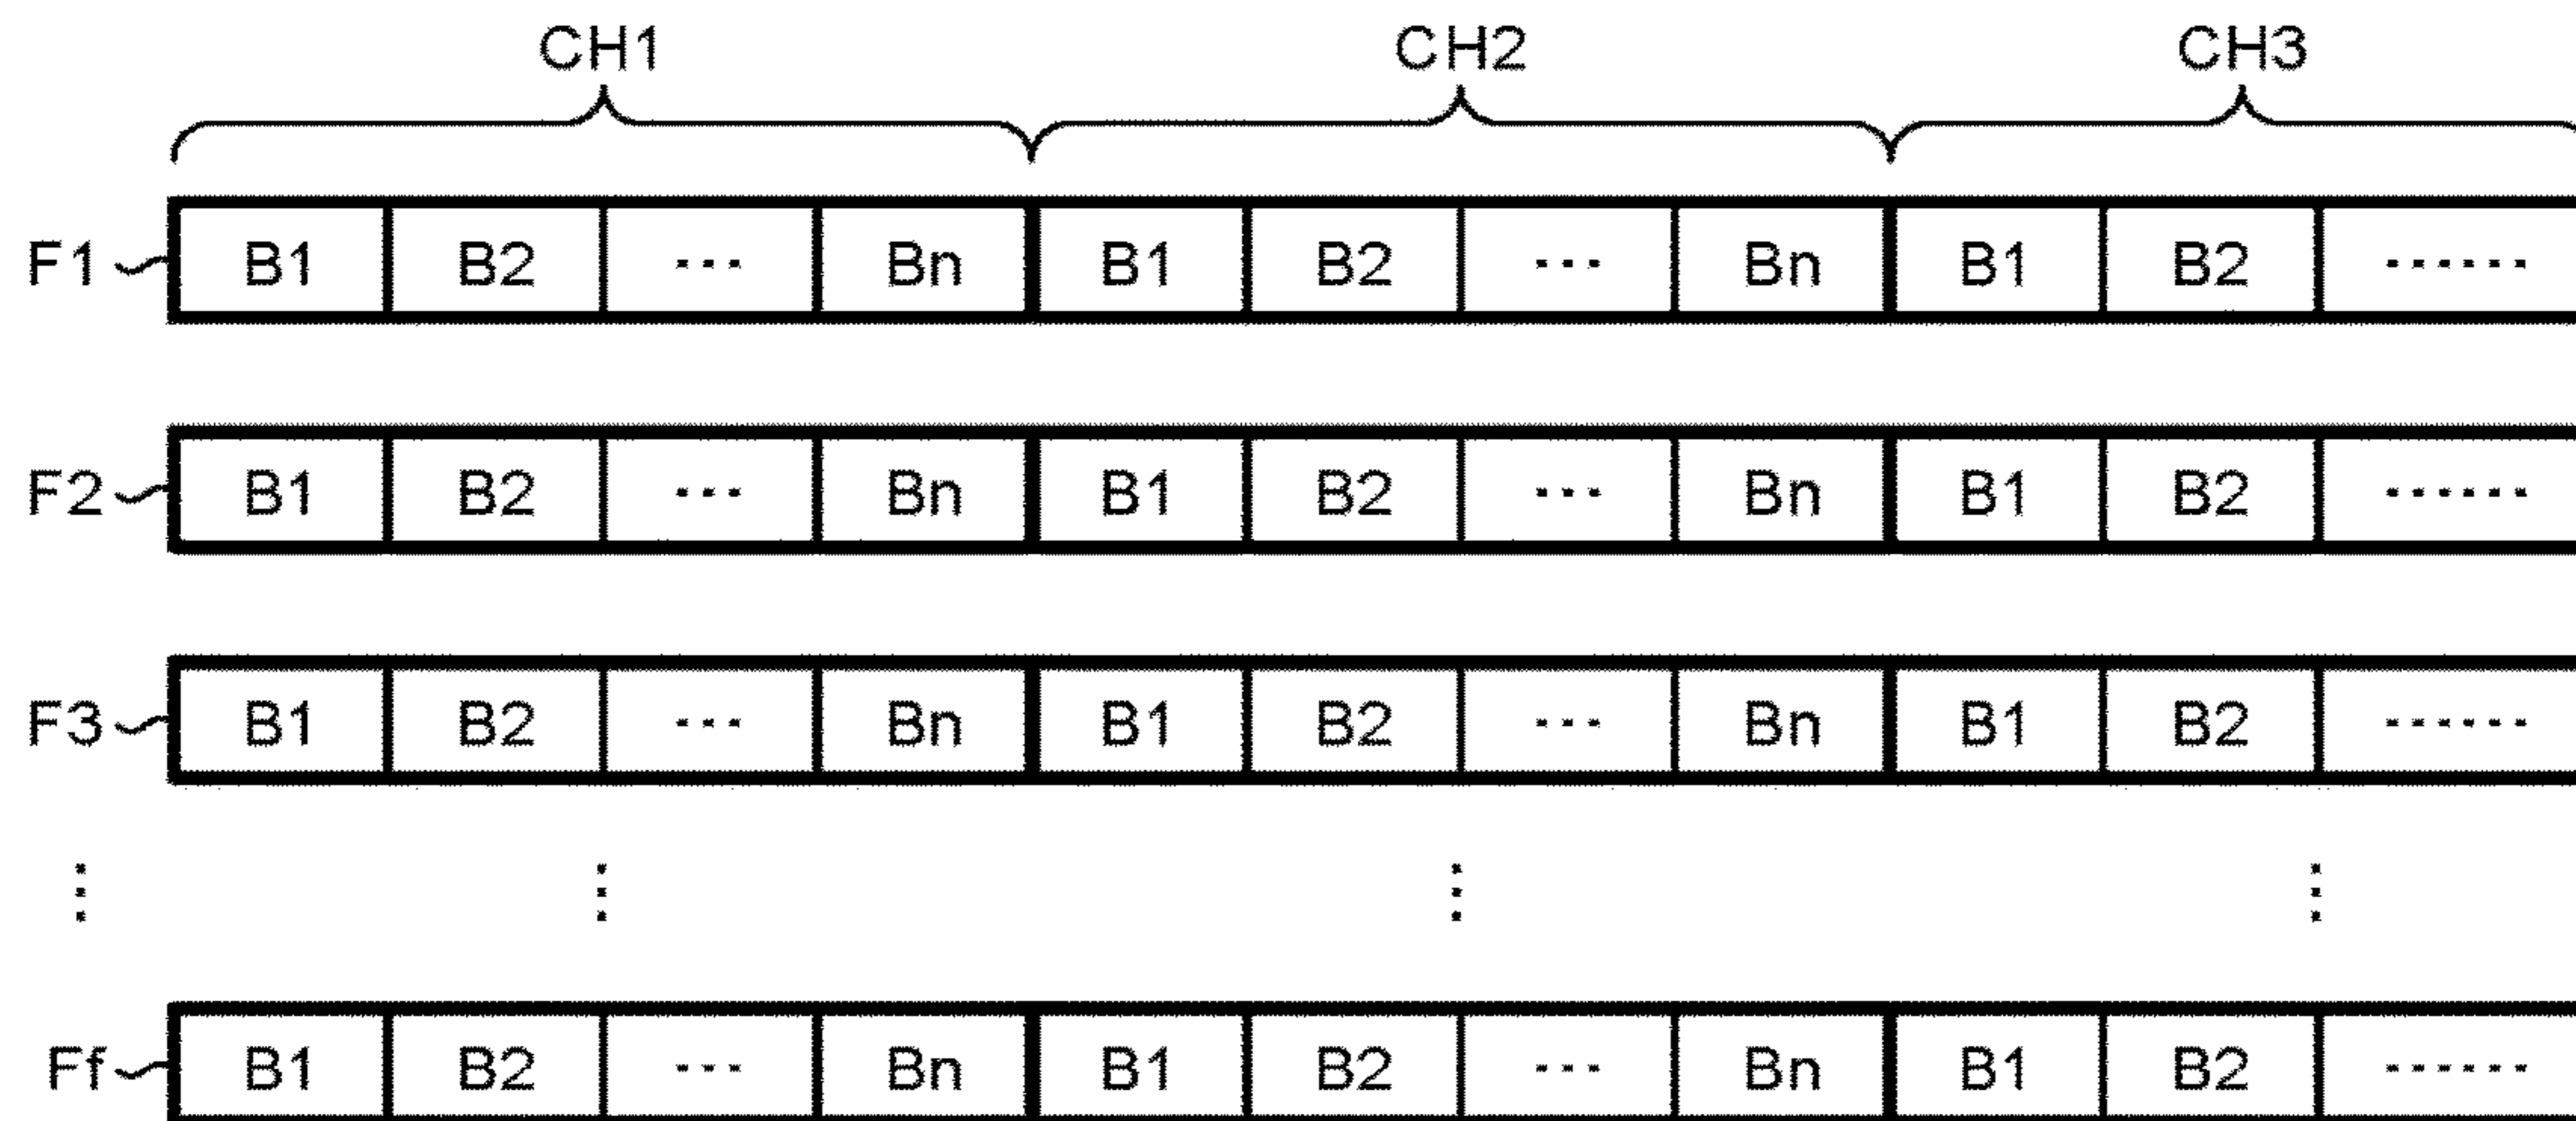 CH1 CH2 CH3
F1 B1 B2 ... Bn B1 B2 ... Bn B1 B2 ......
F2 B1 B2 ... Bn B1 B2 ... Bn B1 B2 ......
F3 B1 B2 ... Bn B1 B2 ... Bn B1 B2 ......
Ff B1 B2 ... Bn B1 B2 ... Bn B1 B2 ......